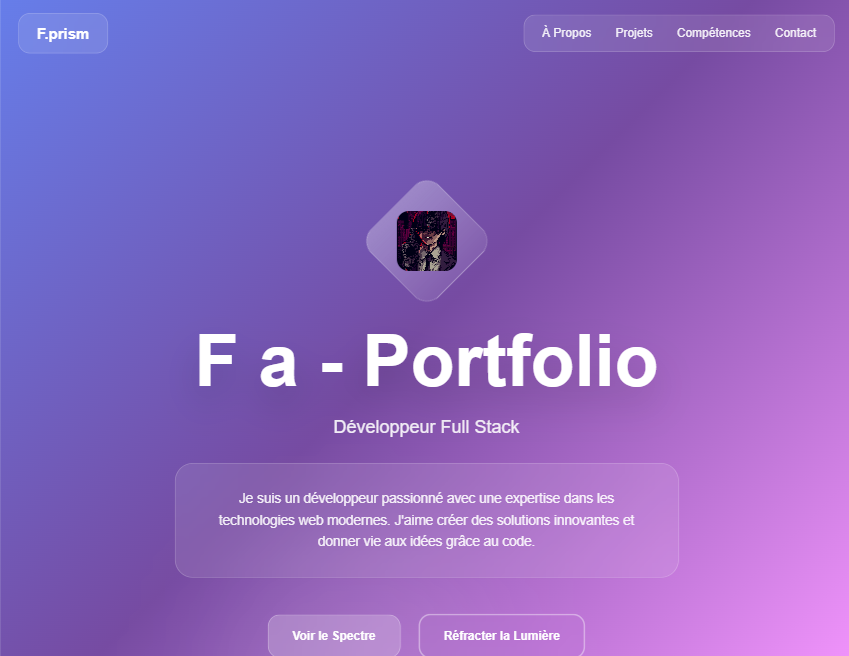 F.prism
À Propos Projets Compétences Contact
F a - Portfolio
Développeur Full Stack
Je suis un développeur passionné avec une expertise dans les
technologies web modernes. J'aime créer des solutions innovantes et
donner vie aux idées grâce au code.
Voir le Spectre Réfracter la Lumière